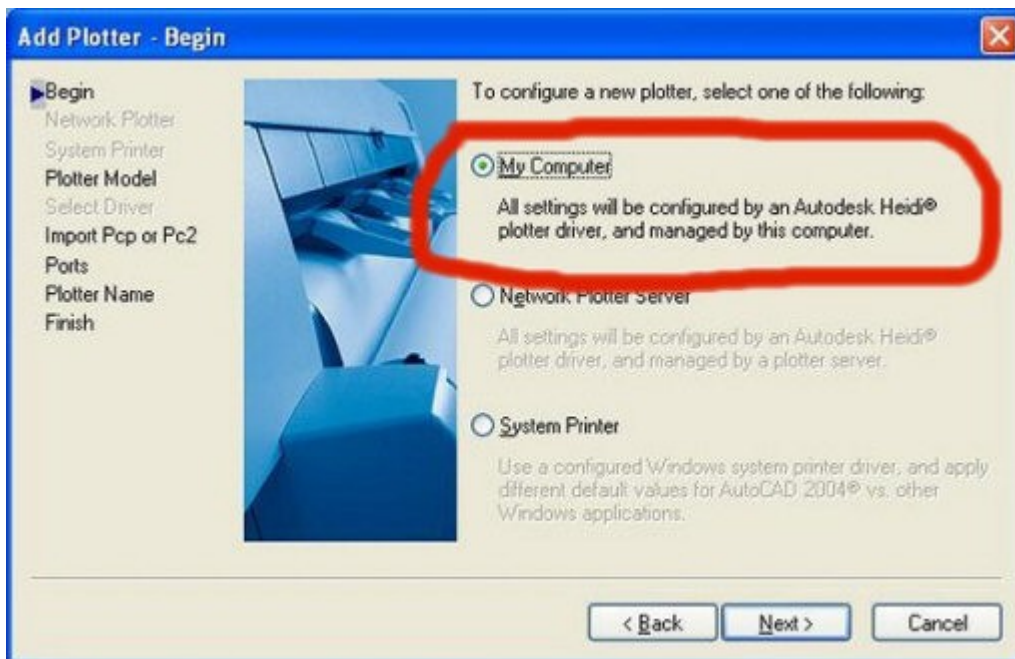 Add Plotter - Begin
Begin
Network Plotter
System Printer
Plotter Model
Select Driver
Import Pcp or Pc2
Ports
Plotter Name
Finish
To configure a new plotter, select one of the following:
My Computer
All settings will be configured by an Autodesk Heidi®
plotter driver, and managed by this computer.
Network Plotter Server
All settings will be configured by an Autodesk Heidi®
plotter driver, and managed by a plotter server.
System Printer
Use a configured Windows system printer driver, and apply
different default values for AutoCAD 2004® vs. other
Windows applications.
< Back
Next >
Cancel